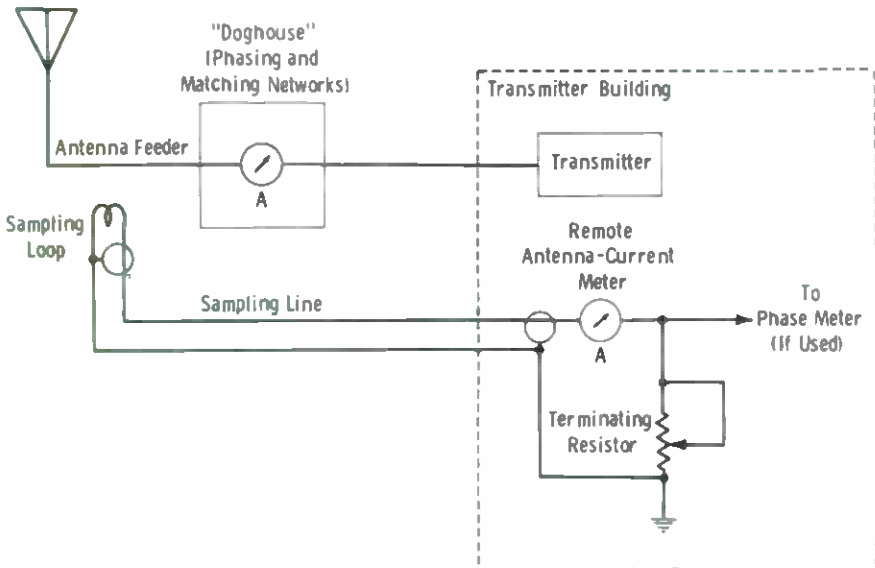 "Doghouse"
(Phasing and
Matching Networks)
Transmitter Building
Antenna Feeder
A
Transmitter
Sampling
Loop
Remote
Antenna-Current
Meter
Sampling Line
A
To
Phase Meter
(If Used)
Terminating
Resistor